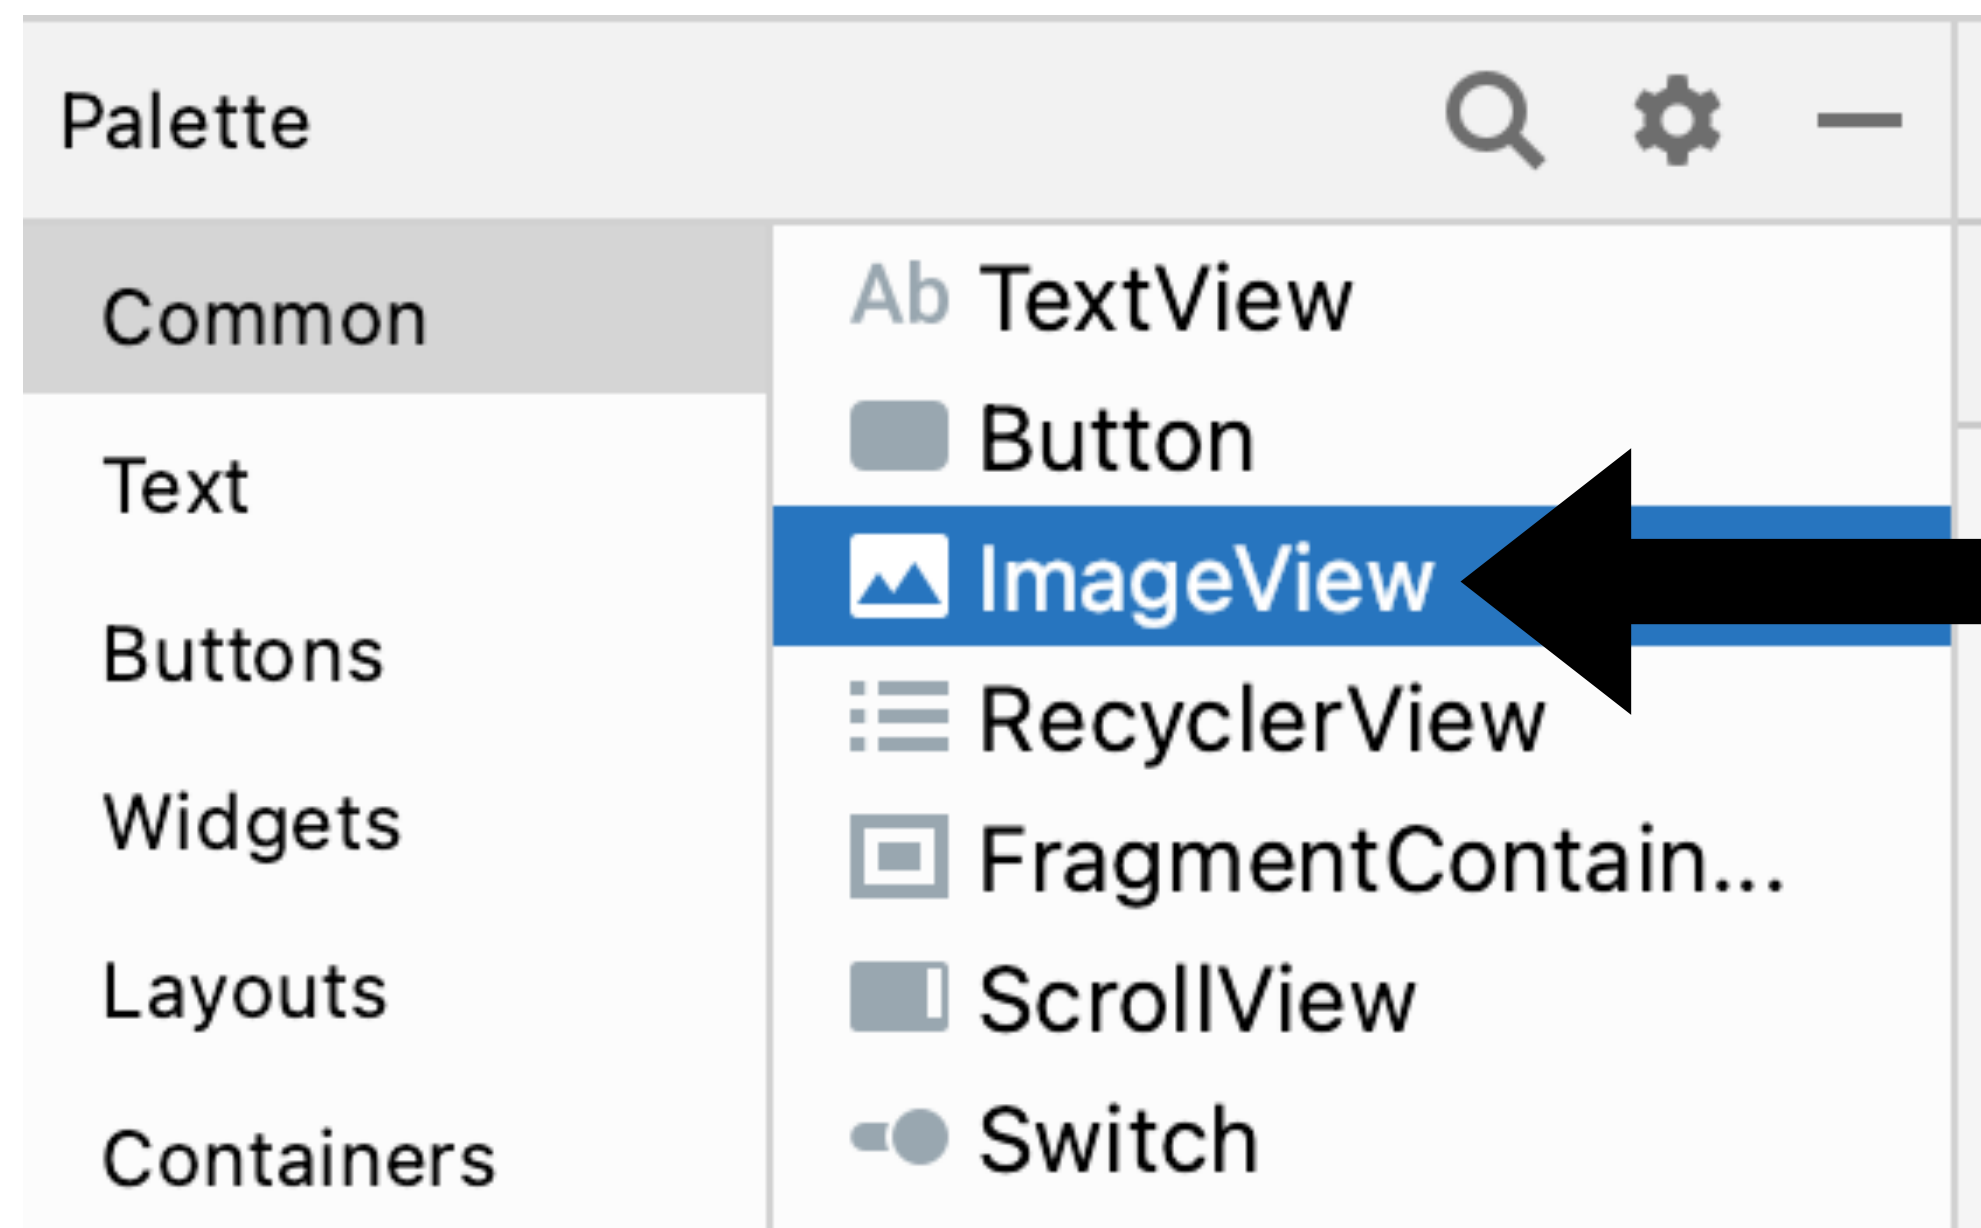 Palette
Common
Text
Buttons
Widgets
Layouts
Containers
Ab TextView
Button
ImageView
RecyclerView
FragmentContain...
ScrollView
Switch